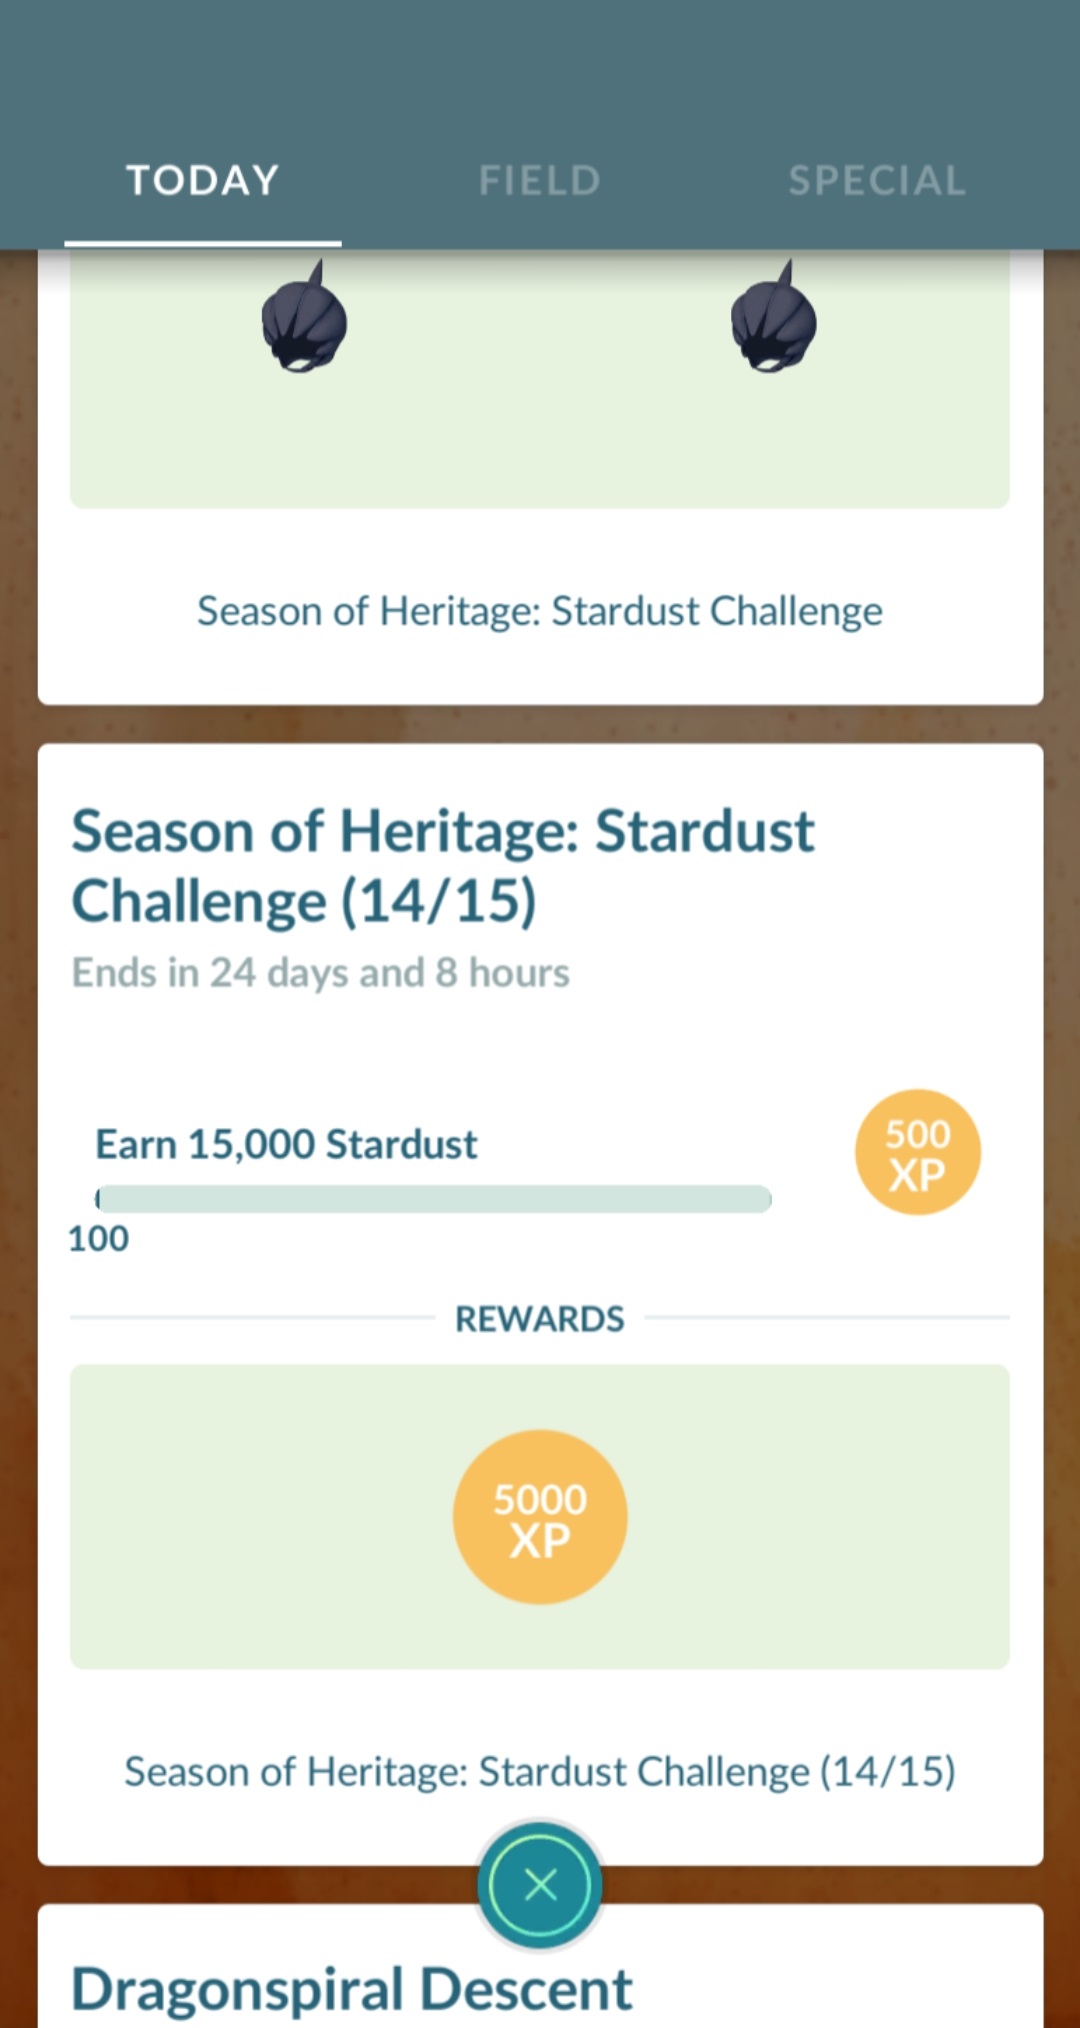 TODAY
FIELD
SPECIAL
Season of Heritage: Stardust Challenge
Season of Heritage: Stardust
Challenge (14/15)
Ends in 24 days and 8 hours
Earn 15,000 Stardust
500
XP
100
REWARDS
5000
XP
Season of Heritage: Stardust Challenge (14/15)
Dragonspiral Descent